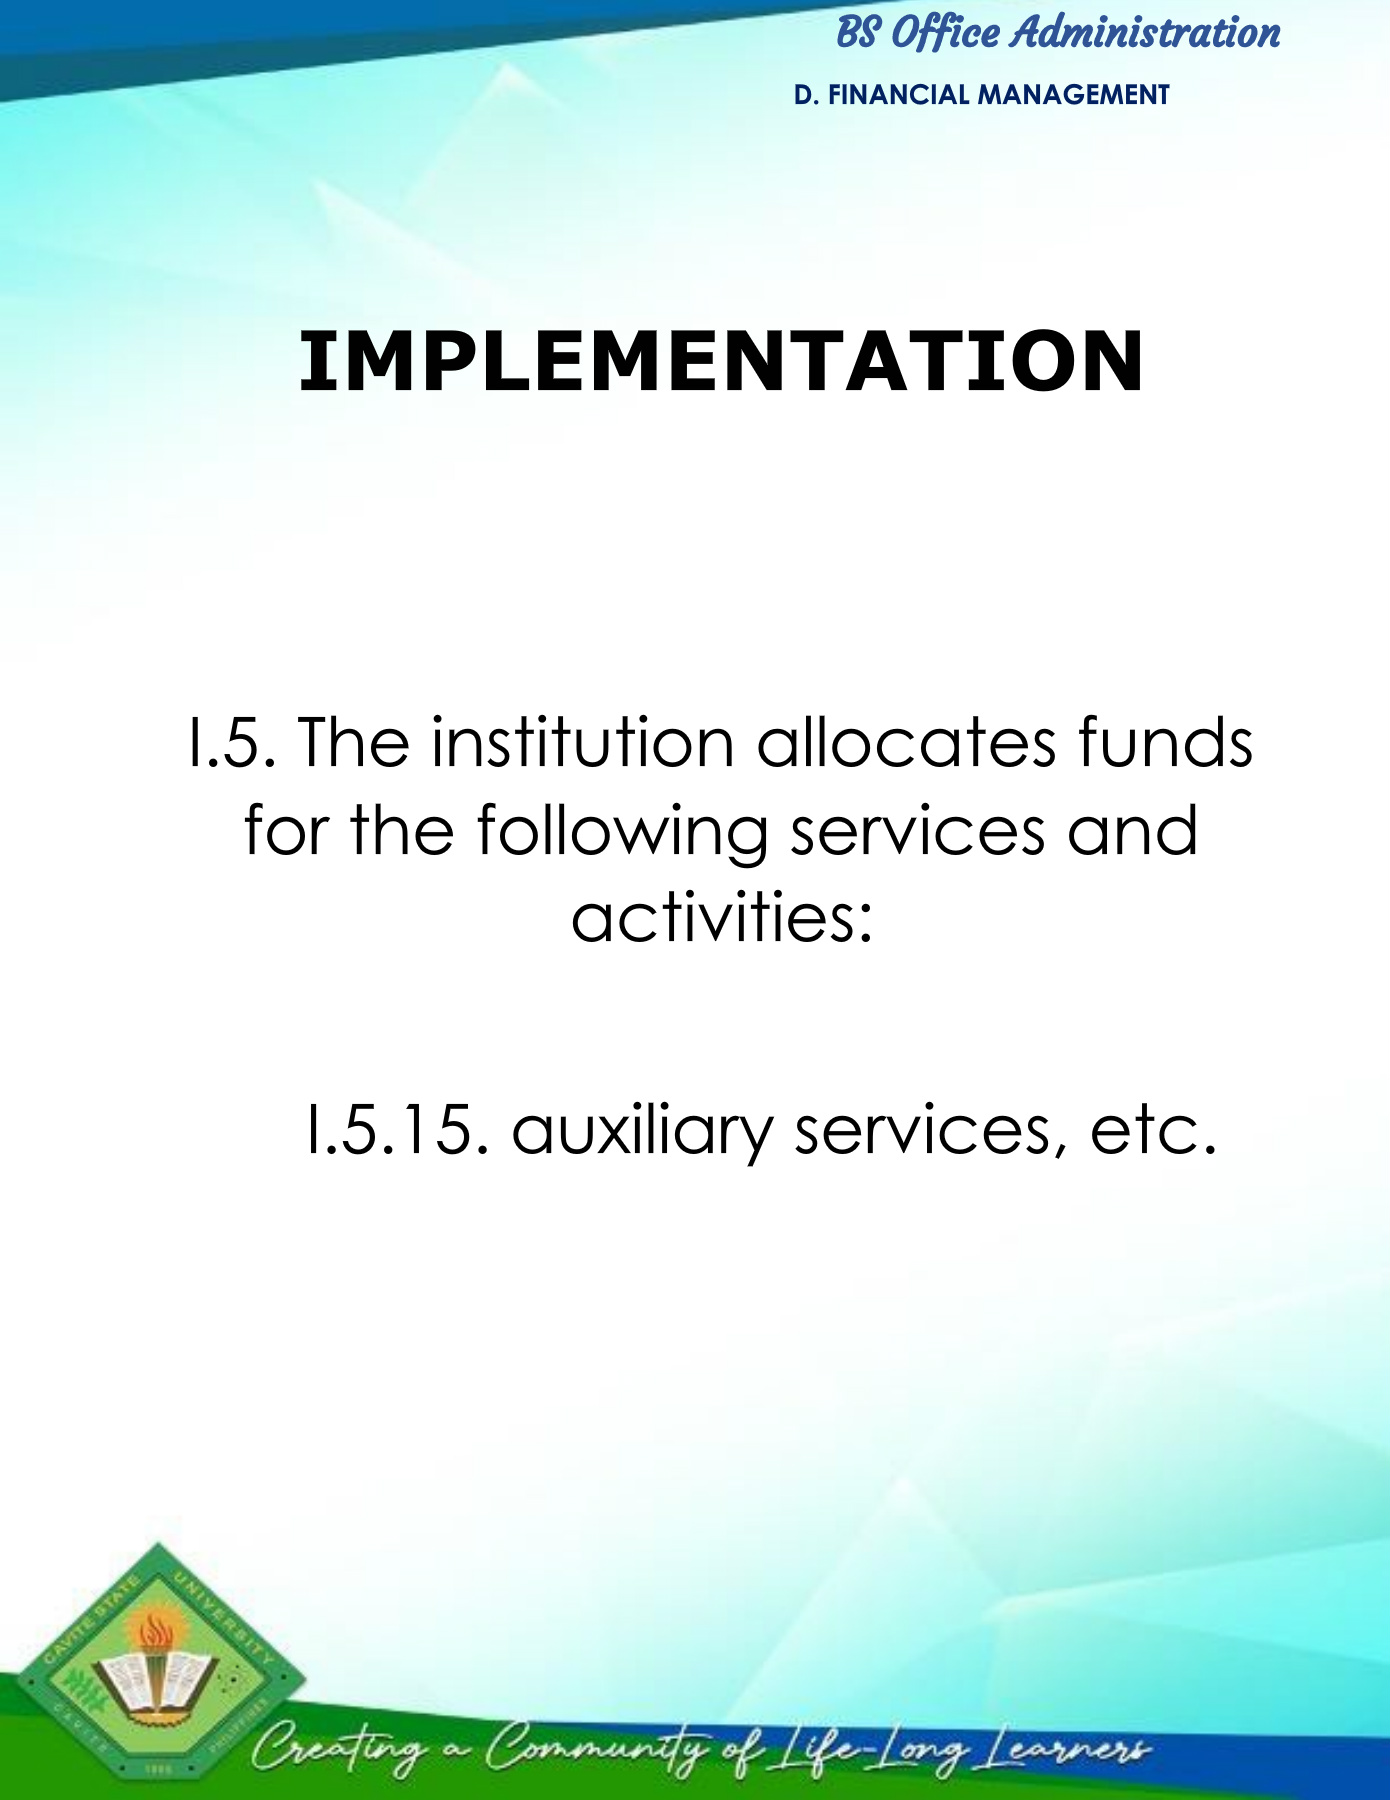 BS Office Administration
D. FINANCIAL MANAGEMENT
IMPLEMENTATION
I.5. The institution allocates funds
for the following services and
activities:
I.5.15. auxiliary services, etc.
CAVITE STATE UNIVERSITY
CAVITE
PHILIPPINES
1906
Creating a Community of Life-Long Learners